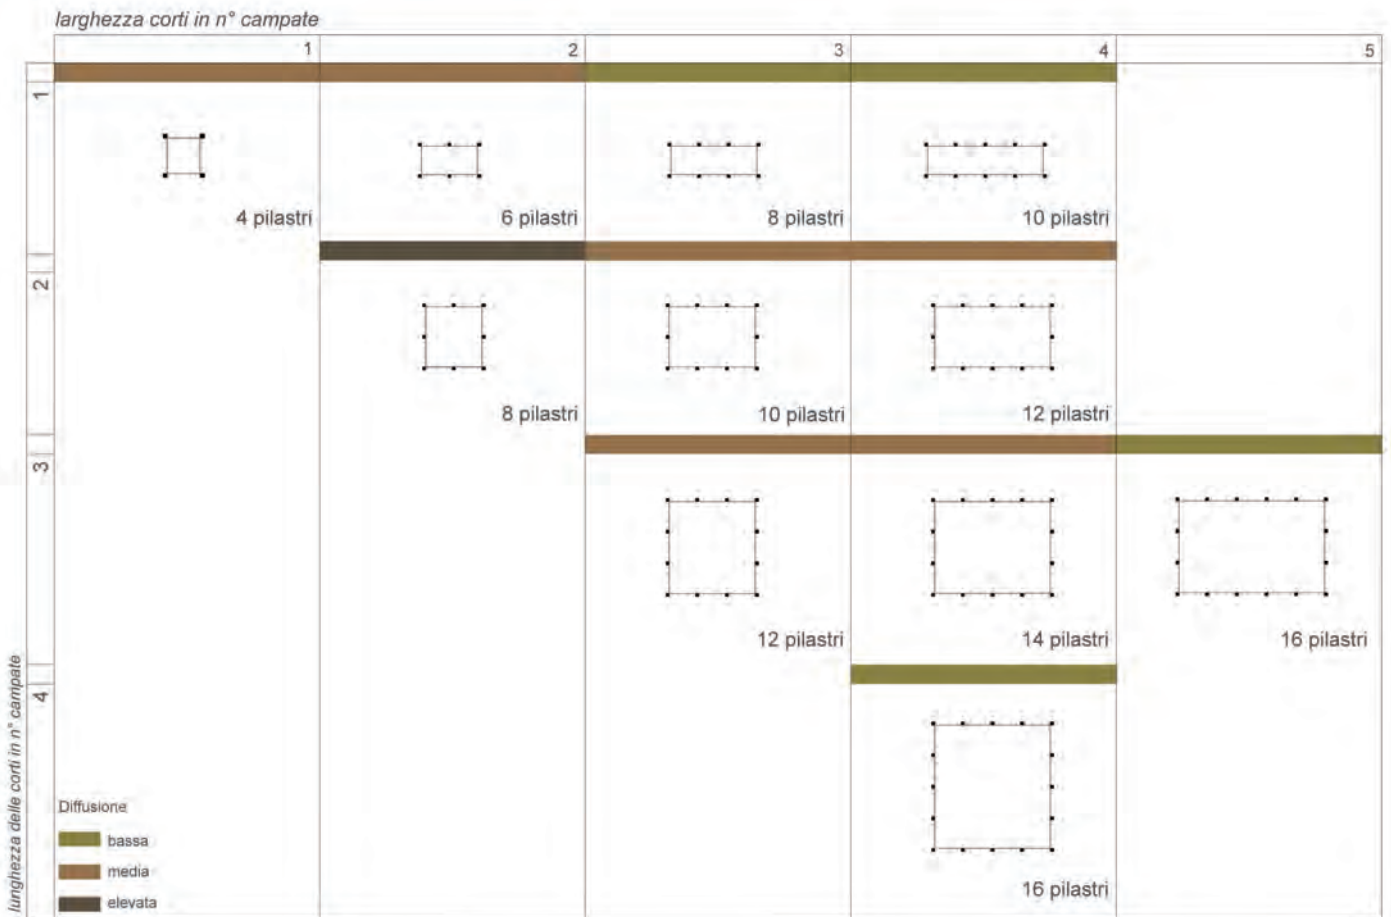 larghezza corti in n° campate
1 2 3 4 5
1
4 pilastri 6 pilastri 8 pilastri 10 pilastri
2
8 pilastri 10 pilastri 12 pilastri
3
12 pilastri 14 pilastri 16 pilastri
4
16 pilastri
lunghezza delle corti in n° campate
Diffusione
bassa
media
elevata